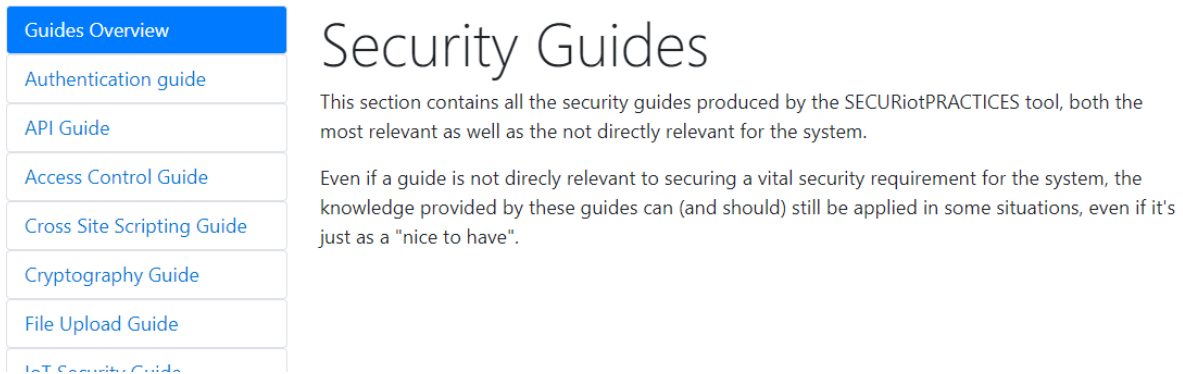 Guides Overview
Authentication guide
API Guide
Access Control Guide
Cross Site Scripting Guide
Cryptography Guide
File Upload Guide
IoT Security Guide
Security Guides
This section contains all the security guides produced by the SECURiotPRACTICES tool, both the
most relevant as well as the not directly relevant for the system.
Even if a guide is not direcly relevant to securing a vital security requirement for the system, the
knowledge provided by these guides can (and should) still be applied in some situations, even if it's
just as a "nice to have".